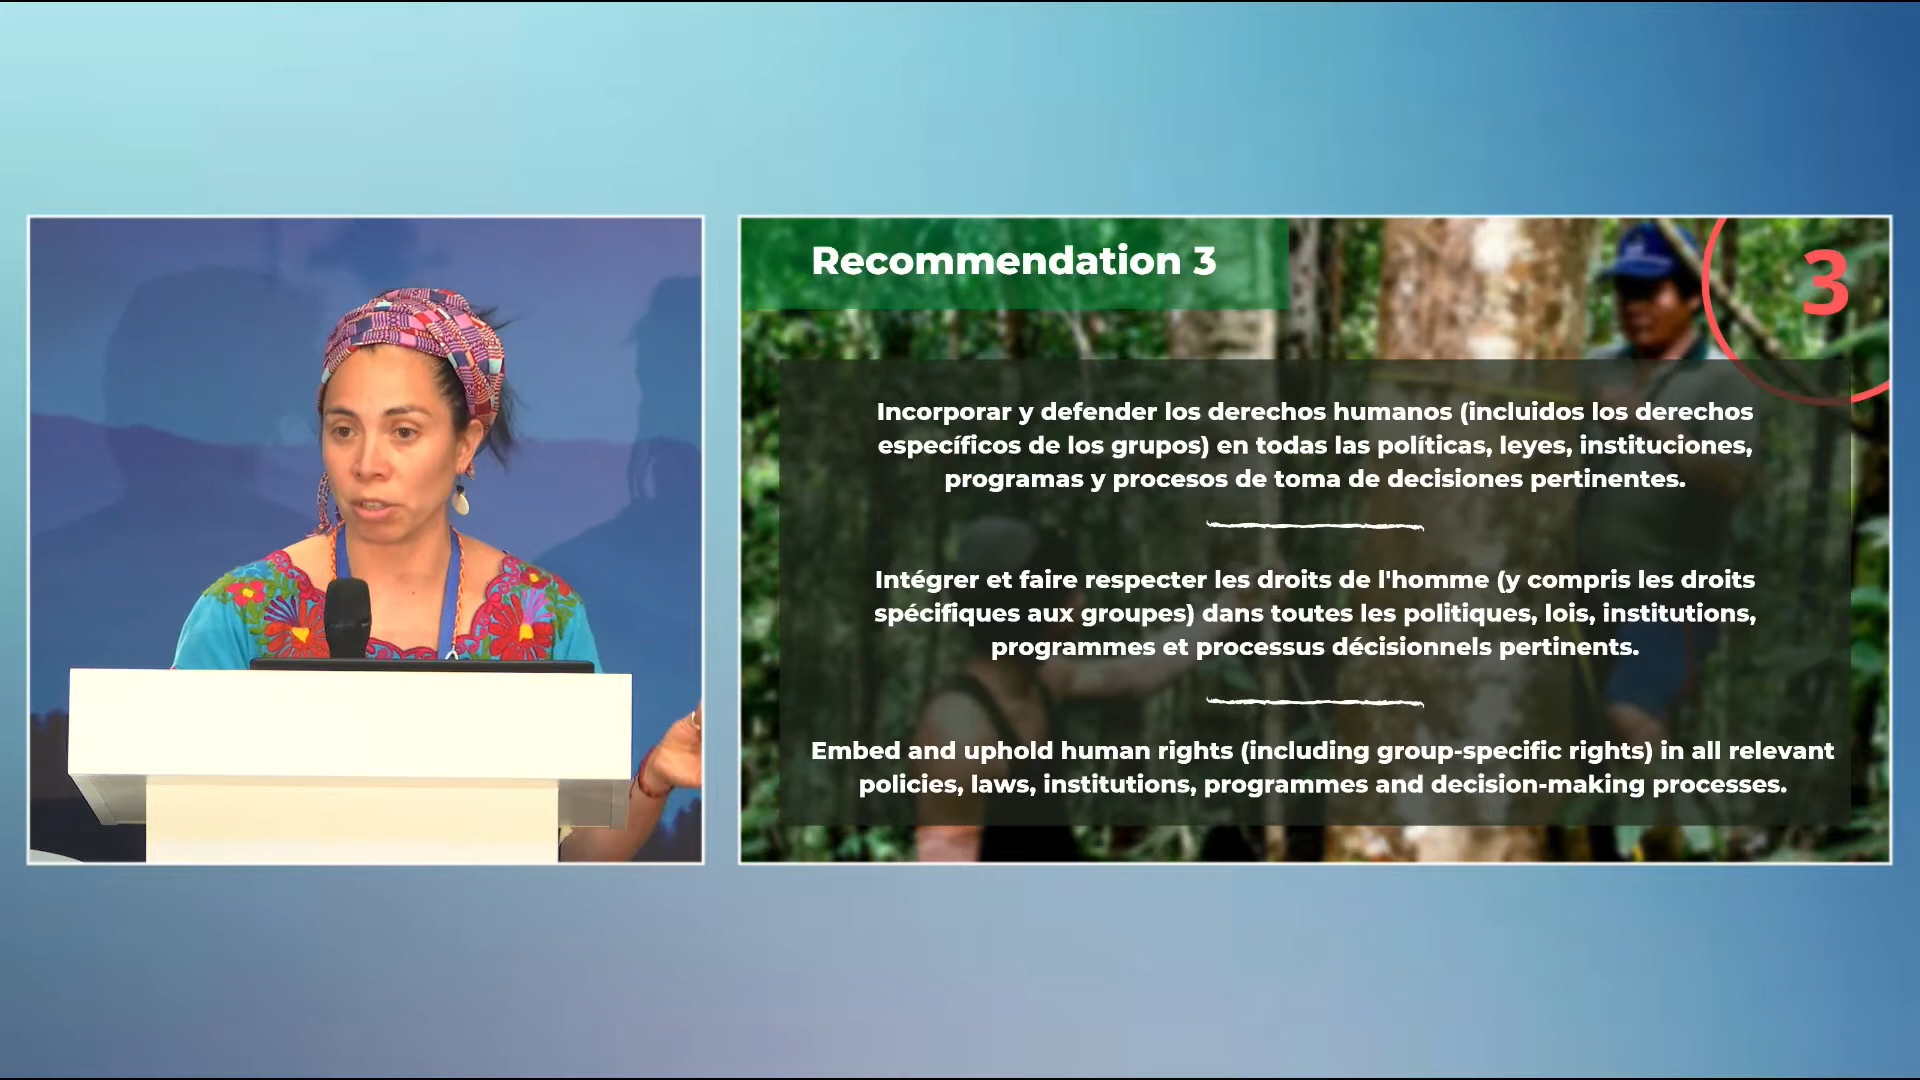 Recommendation 3
3
Incorporar y defender los derechos humanos (incluidos los derechos
específicos de los grupos) en todas las políticas, leyes, instituciones,
programas y procesos de toma de decisiones pertinentes.
Intégrer et faire respecter les droits de l'homme (y compris les droits
spécifiques aux groupes) dans toutes les politiques, lois, institutions,
programmes et processus décisionnels pertinents.
Embed and uphold human rights (including group-specific rights) in all relevant
policies, laws, institutions, programmes and decision-making processes.